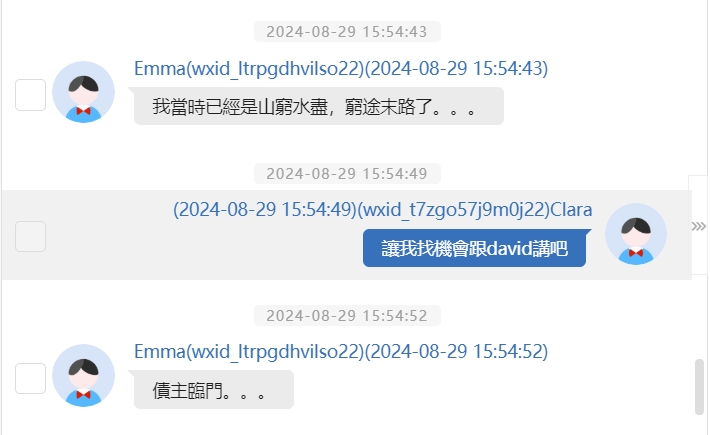 2024-08-29 15:54:43
Emma(wxid_ltrpgdhvilso22)(2024-08-29 15:54:43)
我當時已經是山窮水盡，窮途末路了。。。
2024-08-29 15:54:49
(2024-08-29 15:54:49)(wxid_t7zgo57j9m0j22)Clara
讓我找機會跟david講吧
2024-08-29 15:54:52
Emma(wxid_ltrpgdhvilso22)(2024-08-29 15:54:52)
債主臨門。。。